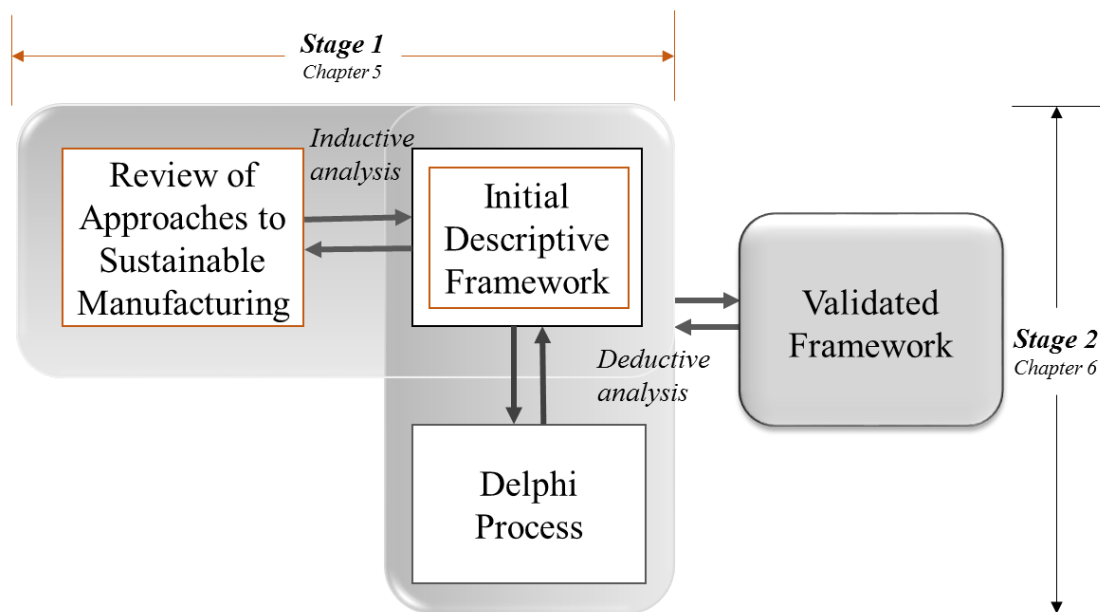 Stage 1
Chapter 5
Inductive
analysis
Review of
Approaches to
Sustainable
Manufacturing
Initial
Descriptive
Framework
Validated
Framework
Stage 2
Chapter 6
Deductive
analysis
Delphi
Process